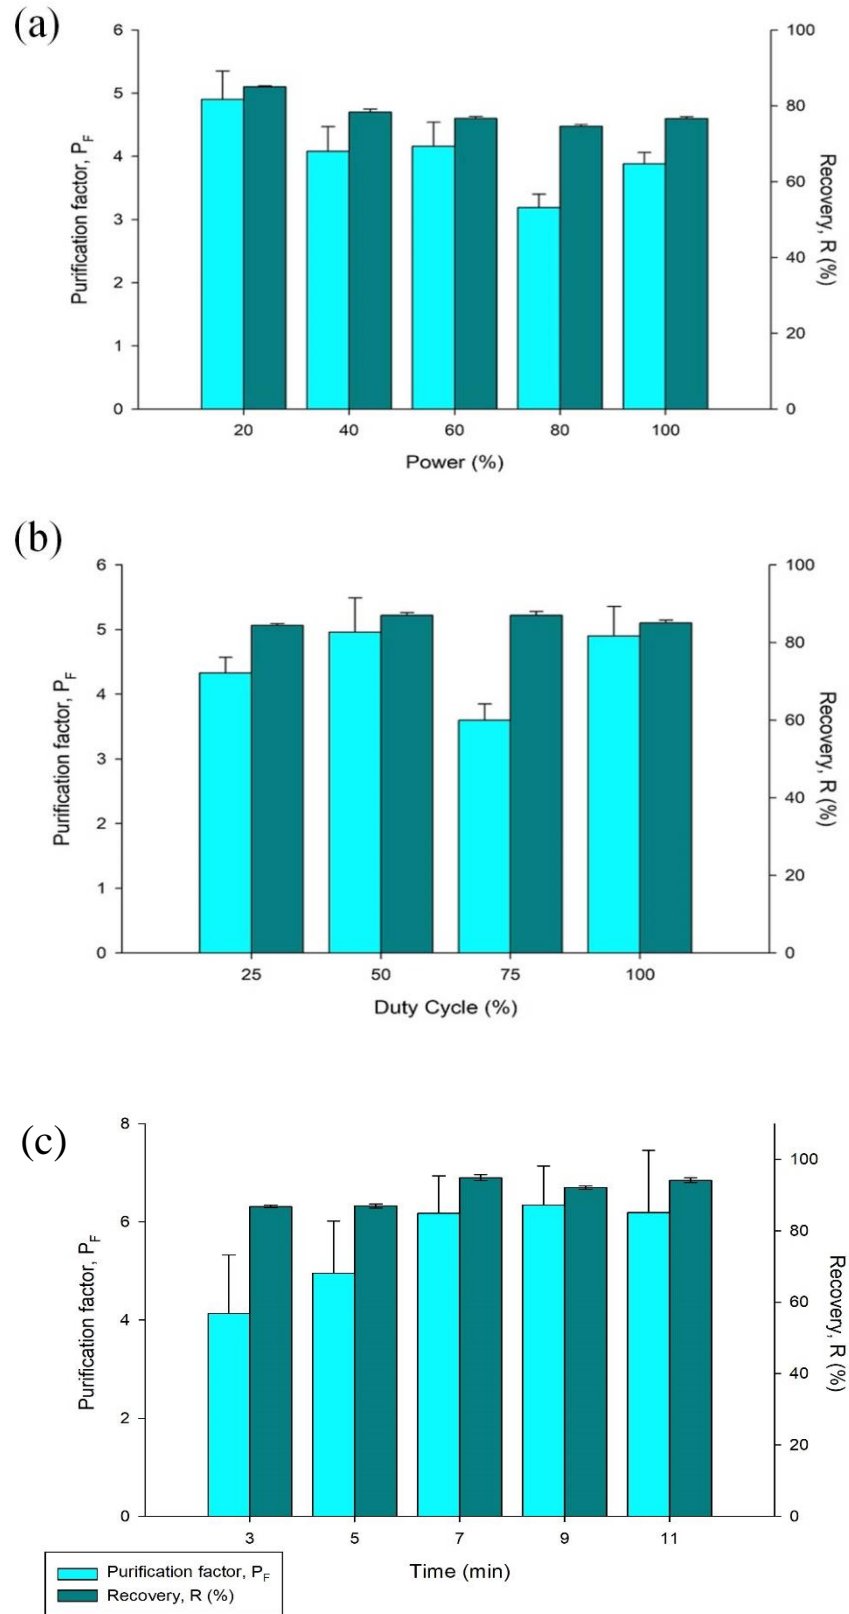 (a)
6
5
4
3
2
1
0
Purification factor, PF
100
80
60
40
20
0
Recovery, R (%)
20 40 60 80 100
Power (%)
(b)
6
5
4
3
2
1
0
Purification factor, PF
100
80
60
40
20
0
Recovery, R (%)
25 50 75 100
Duty Cycle (%)
(c)
8
6
4
2
0
Purification factor, PF
100
80
60
40
20
0
Recovery, R (%)
3 5 7 9 11
Time (min)
Purification factor, PF
Recovery, R (%)